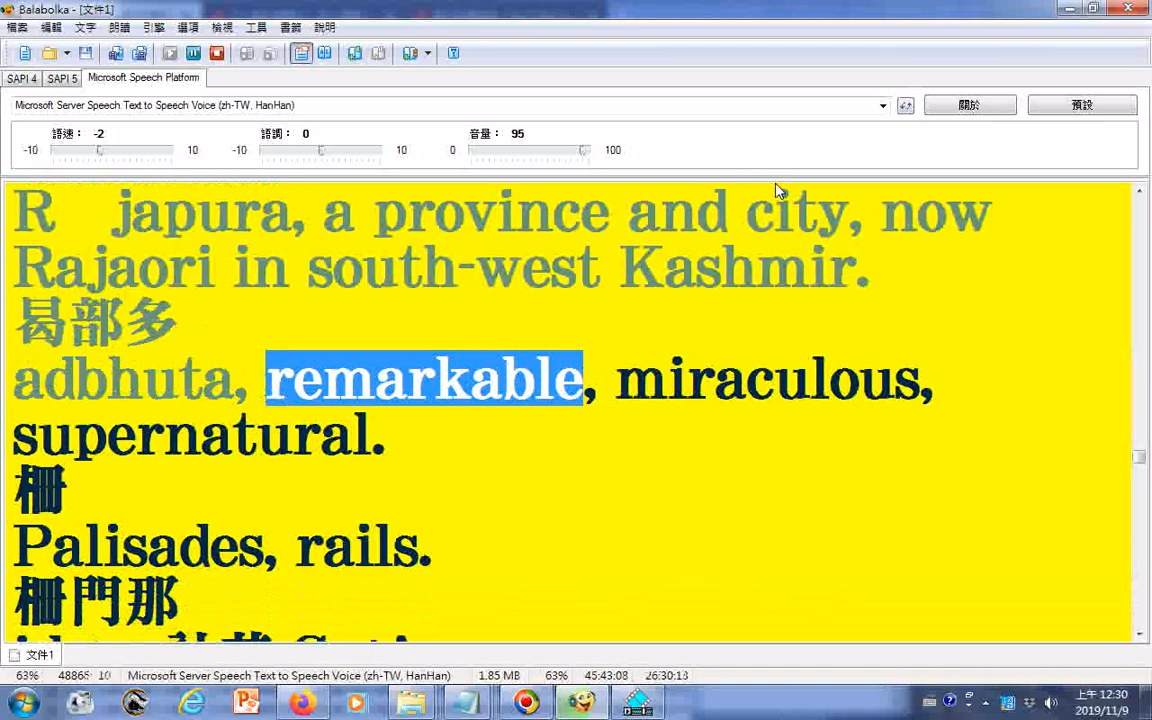 Balabolka - [文件1]
檔案 編輯 文字 朗讀 引擎 選項 檢視 工具 書籤 說明
SAPI 4 SAPI 5 Microsoft Speech Platform
Microsoft Server Speech Text to Speech Voice (zh-TW, HanHan) 關於 預設
語速： -2 語調： 0 音量： 95
-10 10 -10 10 0 100
R japura, a province and city, now
Rajaori in south-west Kashmir.
曷部多
adbhuta, remarkable, miraculous,
supernatural.
柵
Palisades, rails.
柵門那
文件1
63% 48865 10 Microsoft Server Speech Text to Speech Voice (zh-TW, HanHan) 1.85 MB 63% 45:43:08 26:30:13
上午 12:30
2019/11/9